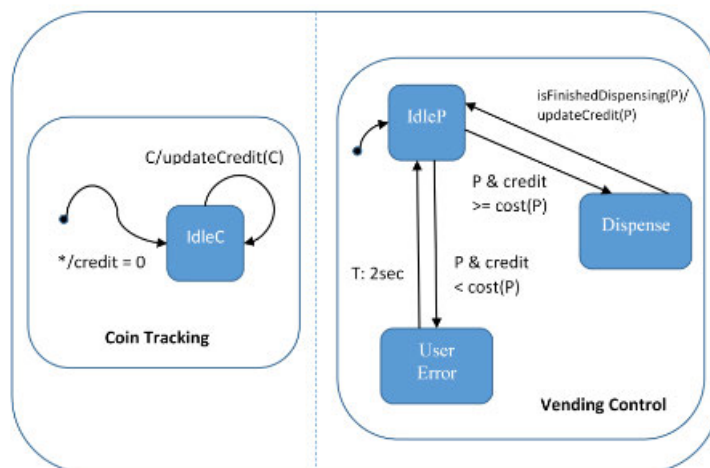 C/updateCredit(C)
IdleC
*/credit = 0
Coin Tracking
IdleP
isFinishedDispensing(P)/
updateCredit(P)
P & credit
>= cost(P)
Dispense
T: 2sec
P & credit
< cost(P)
User
Error
Vending Control